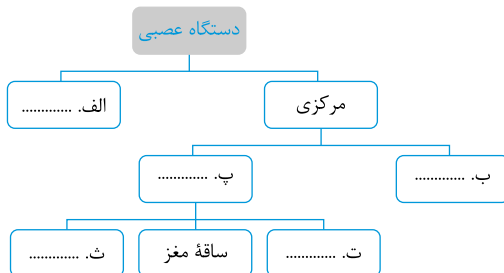 دستگاه عصبی
مرکزی
الف. .............
ب. .............
پ. .............
ت. .............
ساقهٔ مغز
ث. .............